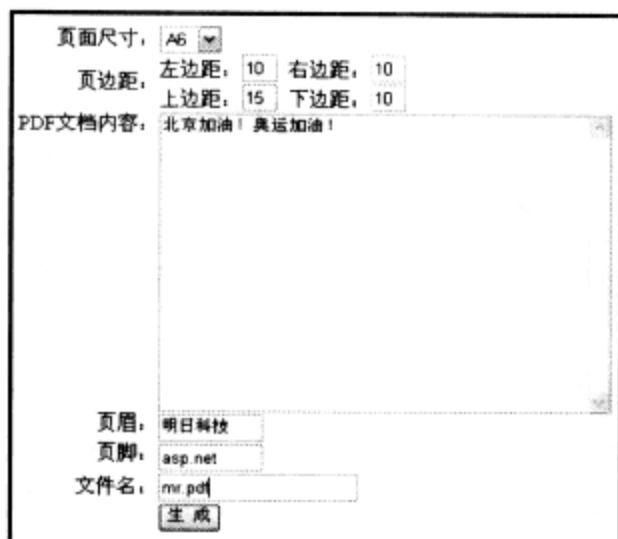 页面尺寸： A6
页边距： 左边距： 10 右边距： 10
上边距： 15 下边距： 10
PDF文档内容： 北京加油！奥运加油！
页眉： 明日科技
页脚： asp.net
文件名： mr.pdf
生 成